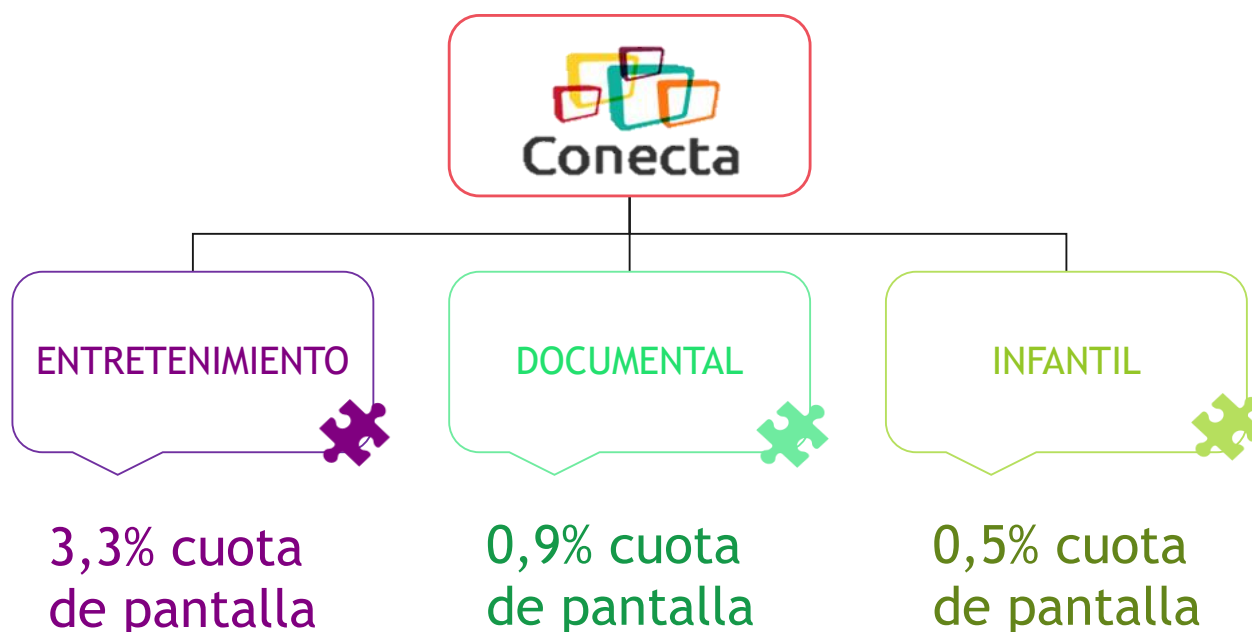 Conecta
ENTRETENIMIENTO
DOCUMENTAL
INFANTIL
3,3% cuota
de pantalla
0,9% cuota
de pantalla
0,5% cuota
de pantalla